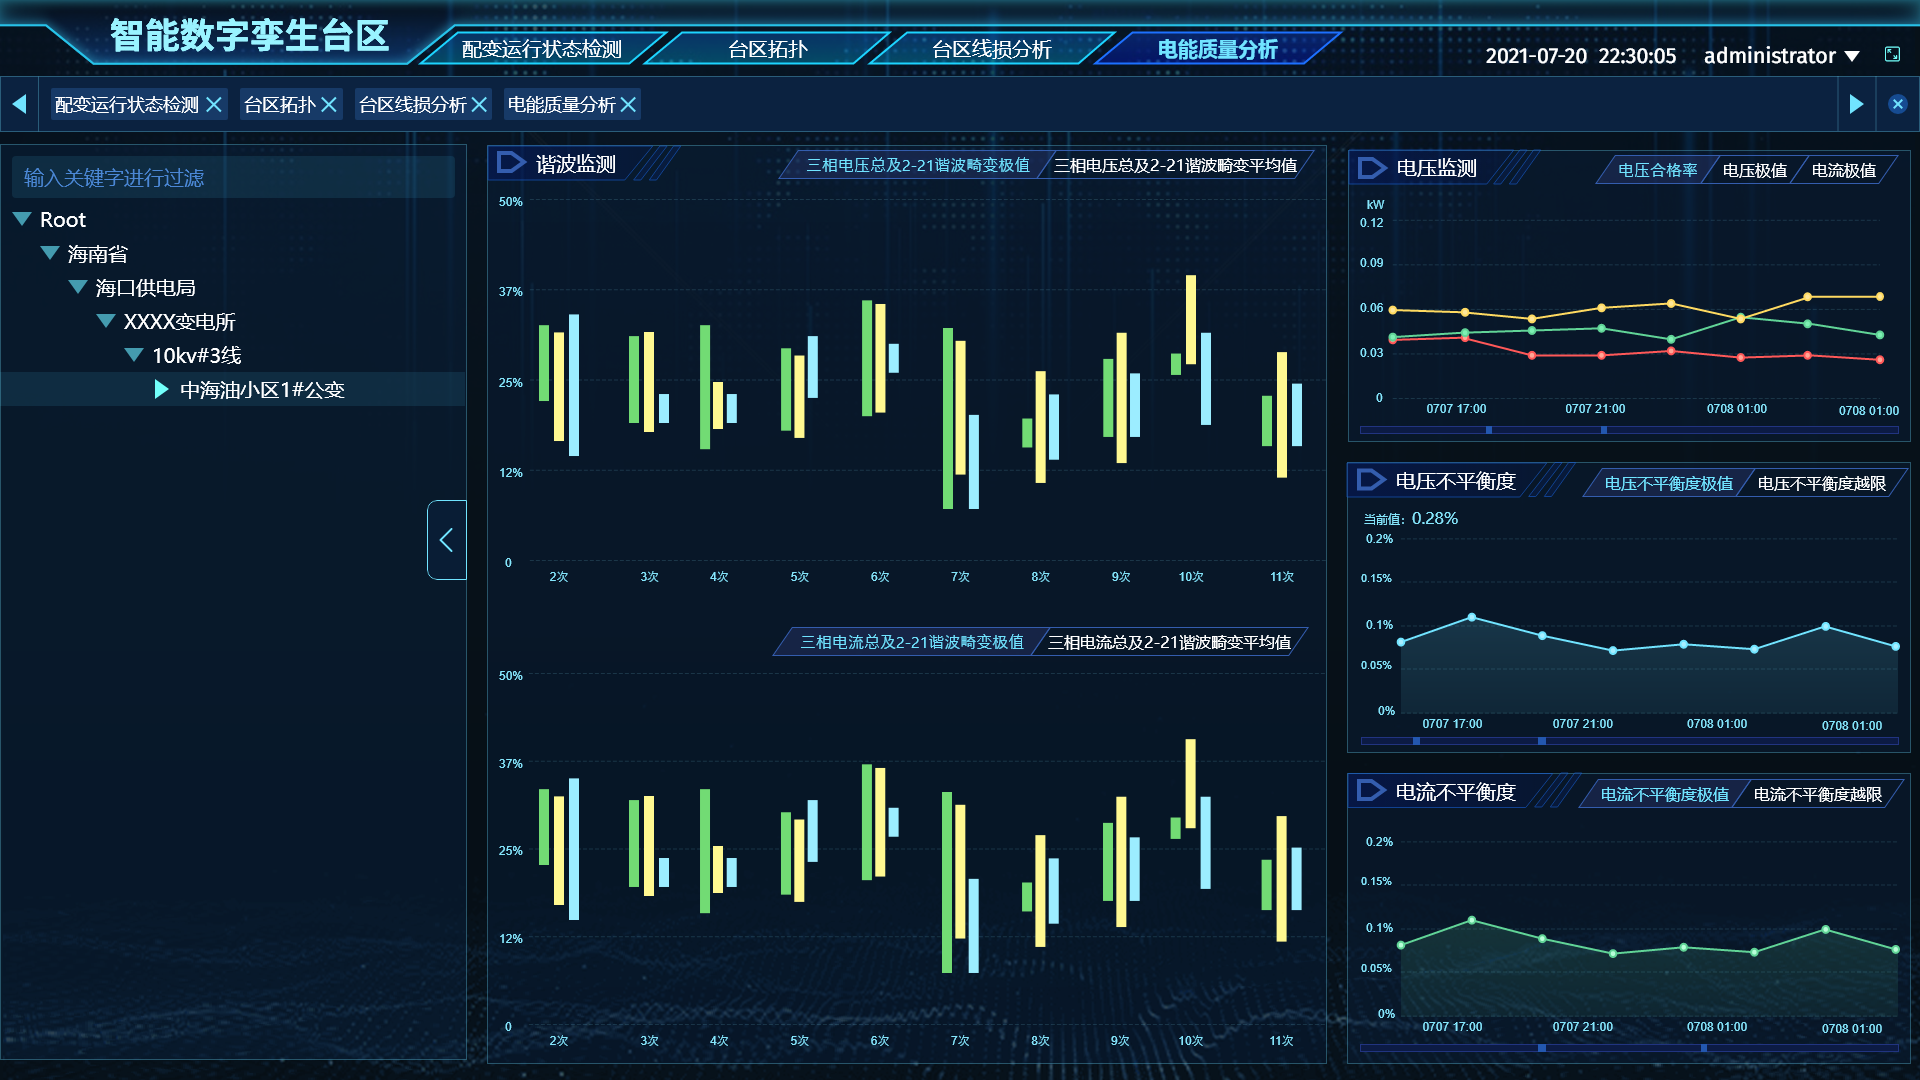 智能数字孪生台区
配变运行状态检测
台区拓扑
台区线损分析
电能质量分析
2021-07-20 22:30:05
administrator
配变运行状态检测
台区拓扑
台区线损分析
电能质量分析
输入关键字进行过滤
Root
海南省
海口供电局
XXXX变电所
10kv#3线
中海油小区1#公变
谐波监测
三相电压总及2-21谐波畸变极值
三相电压总及2-21谐波畸变平均值
50%
37%
25%
12%
0
2次 3次 4次 5次 6次 7次 8次 9次 10次 11次
三相电流总及2-21谐波畸变极值
三相电流总及2-21谐波畸变平均值
50%
37%
25%
12%
0
2次 3次 4次 5次 6次 7次 8次 9次 10次 11次
电压监测
电压合格率
电压极值
电流极值
kW
0.12
0.09
0.06
0.03
0
0707 17:00 0707 21:00 0708 01:00 0708 01:00
电压不平衡度
电压不平衡度极值
电压不平衡度越限
当前值: 0.28%
0.2%
0.15%
0.1%
0.05%
0%
0707 17:00 0707 21:00 0708 01:00 0708 01:00
电流不平衡度
电流不平衡度极值
电流不平衡度越限
0.2%
0.15%
0.1%
0.05%
0%
0707 17:00 0707 21:00 0708 01:00 0708 01:00